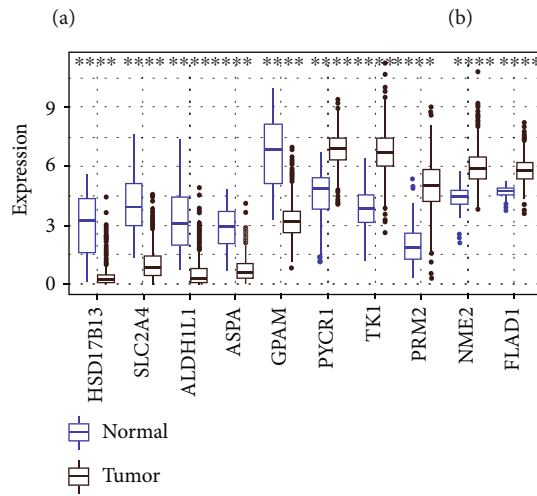 (a) (b)
**** **** **** **** **** **** **** **** **** ****
Expression
9
6
3
0
HSD17B13 SLC2A4 ALDH1L1 ASPA GPAM PYCR1 TK1 PRM2 NME2 FLAD1
Normal
Tumor